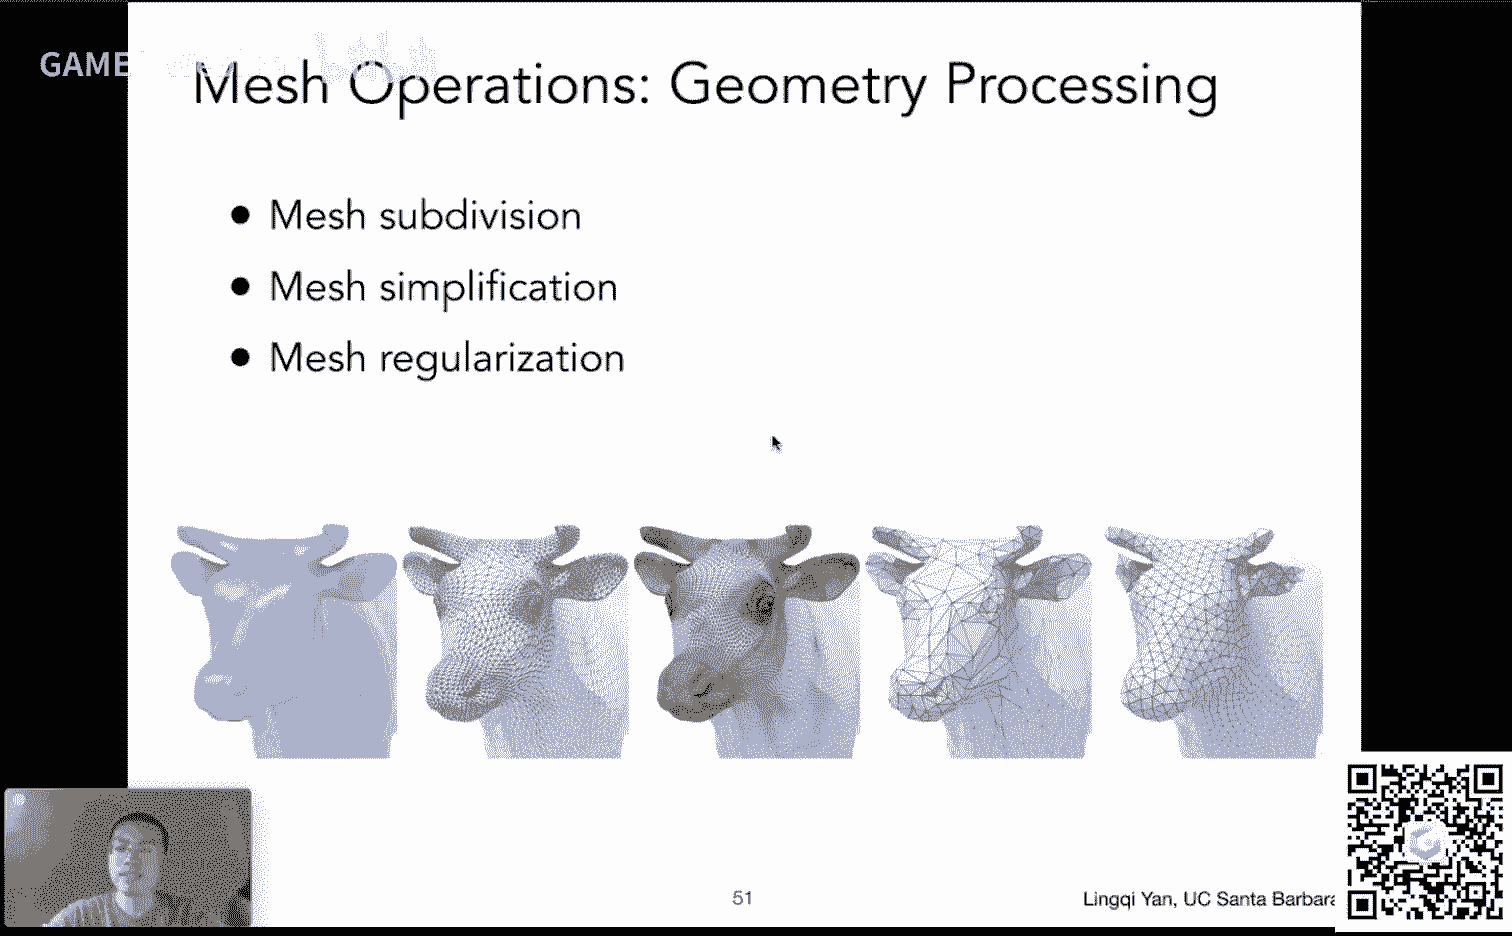 GAME
Mesh Operations: Geometry Processing
● Mesh subdivision
● Mesh simplification
● Mesh regularization
51
Lingqi Yan, UC Santa Barbara